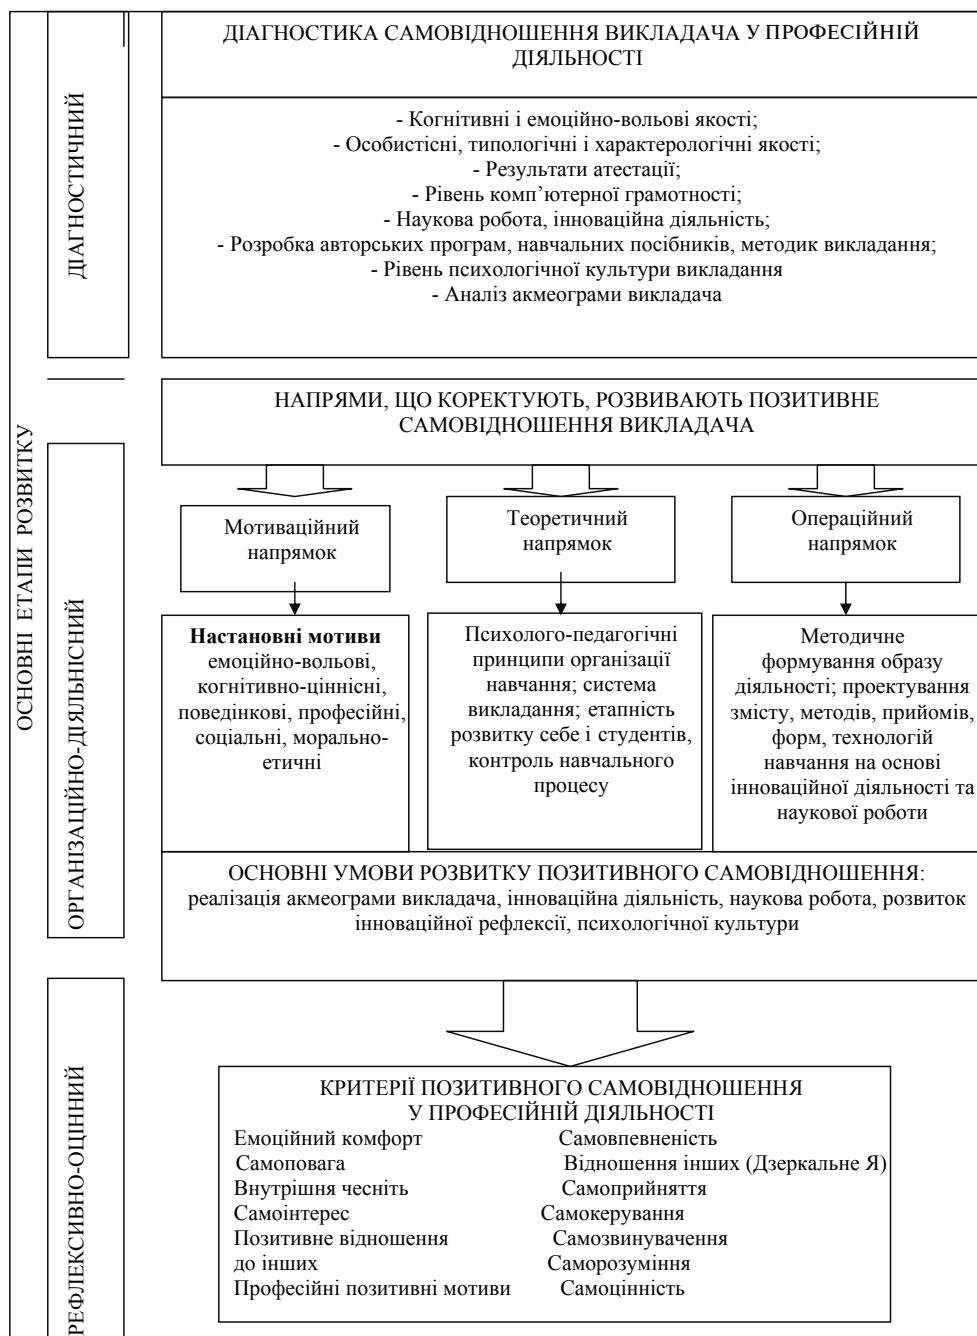 ОСНОВНІ ЕТАПИ РОЗВИТКУ
ДІАГНОСТИЧНИЙ
ДІАГНОСТИКА САМОВІДНОШЕННЯ ВИКЛАДАЧА У ПРОФЕСІЙНІЙ
ДІЯЛЬНОСТІ
- Когнітивні і емоційно-вольові якості;
- Особистісні, типологічні і характерологічні якості;
- Результати атестації;
- Рівень комп’ютерної грамотності;
- Наукова робота, інноваційна діяльність;
- Розробка авторських програм, навчальних посібників, методик викладання;
- Рівень психологічної культури викладання
- Аналіз акмеограми викладача
ОРГАНІЗАЦІЙНО-ДІЯЛЬНІСНИЙ
НАПРЯМИ, ЩО КОРЕКТУЮТЬ, РОЗВИВАЮТЬ ПОЗИТИВНЕ
САМОВІДНОШЕННЯ ВИКЛАДАЧА
Мотиваційний
напрямок
Теоретичний
напрямок
Операційний
напрямок
Настановні мотиви
емоційно-вольові,
когнітивно-ціннісні,
поведінкові, професійні,
соціальні, морально-
етичні
Психолого-педагогічні
принципи організації
навчання; система
викладання; етапність
розвитку себе і студентів,
контроль навчального
процесу
Методичне
формування образу
діяльності; проектування
змісту, методів, прийомів,
форм, технологій
навчання на основі
інноваційної діяльності та
наукової роботи
ОСНОВНІ УМОВИ РОЗВИТКУ ПОЗИТИВНОГО САМОВІДНОШЕННЯ:
реалізація акмеограми викладача, інноваційна діяльність, наукова робота, розвиток
інноваційної рефлексії, психологічної культури
РЕФЛЕКСИВНО-ОЦІННИЙ
КРИТЕРІЇ ПОЗИТИВНОГО САМОВІДНОШЕННЯ
У ПРОФЕСІЙНІЙ ДІЯЛЬНОСТІ
Емоційний комфорт Самовпевненість
Самоповага Відношення інших (Дзеркальне Я)
Внутрішня чесніть Самоприйняття
Самоінтерес Самокерування
Позитивне відношення Самозвинувачення
до інших Саморозуміння
Професійні позитивні мотиви Самоцінність